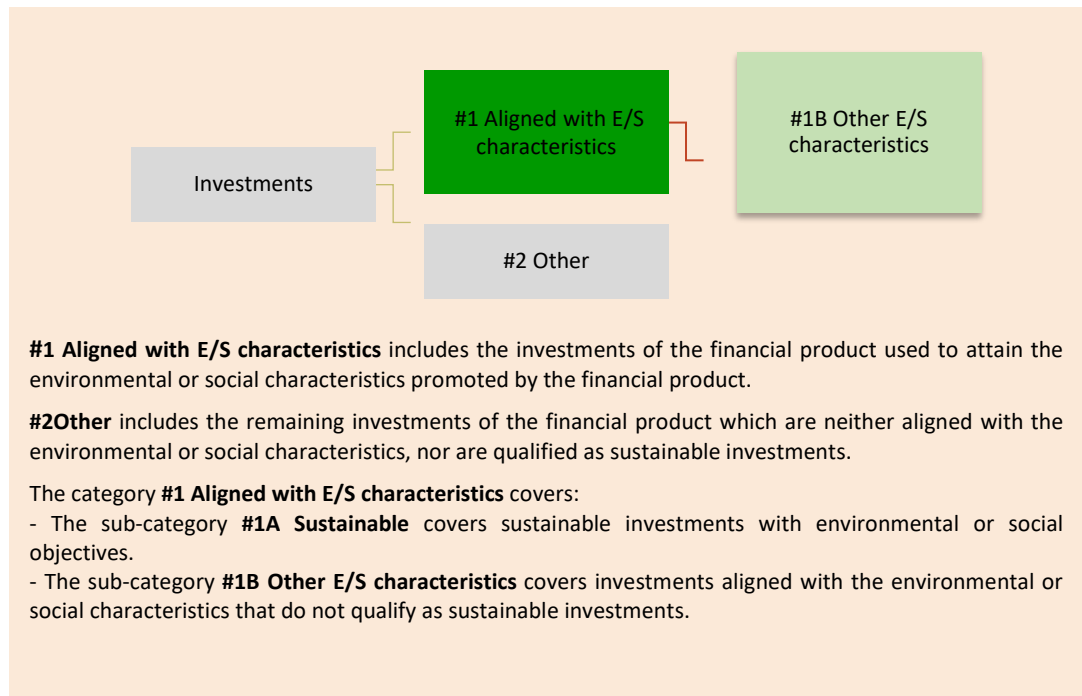 #1 Aligned with E/S
characteristics
#1B Other E/S
characteristics
Investments
#2 Other
#1 Aligned with E/S characteristics includes the investments of the financial product used to attain the
environmental or social characteristics promoted by the financial product.
#2Other includes the remaining investments of the financial product which are neither aligned with the
environmental or social characteristics, nor are qualified as sustainable investments.
The category #1 Aligned with E/S characteristics covers:
- The sub-category #1A Sustainable covers sustainable investments with environmental or social
objectives.
- The sub-category #1B Other E/S characteristics covers investments aligned with the environmental or
social characteristics that do not qualify as sustainable investments.